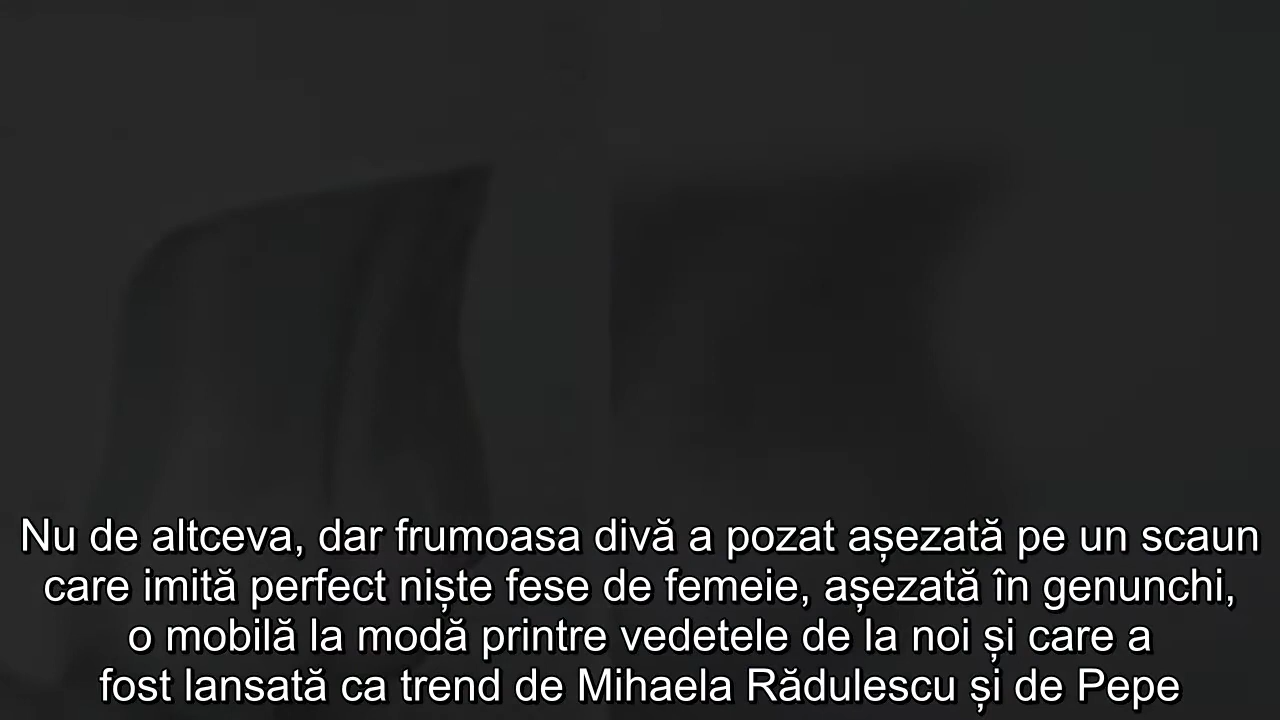 Nu de altceva, dar frumoasa divă a pozat așezată pe un scaun
care imită perfect niște fese de femeie, așezată în genunchi,
o mobilă la modă printre vedetele de la noi și care a
fost lansată ca trend de Mihaela Rădulescu și de Pepe